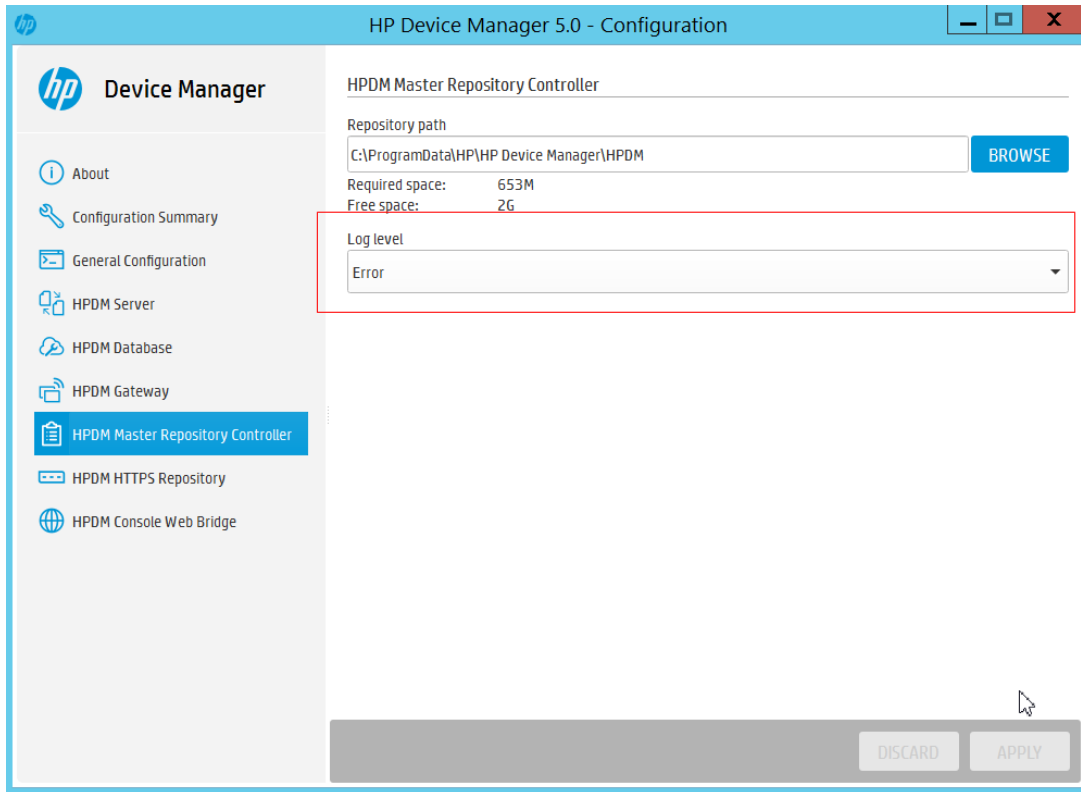 HP Device Manager 5.0 - Configuration
hp
Device Manager
About
Configuration Summary
General Configuration
HPDM Server
HPDM Database
HPDM Gateway
HPDM Master Repository Controller
HPDM HTTPS Repository
HPDM Console Web Bridge
HPDM Master Repository Controller
Repository path
C:\ProgramData\HP\HP Device Manager\HPDM
BROWSE
Required space: 653M
Free space: 2G
Log level
Error
DISCARD
APPLY